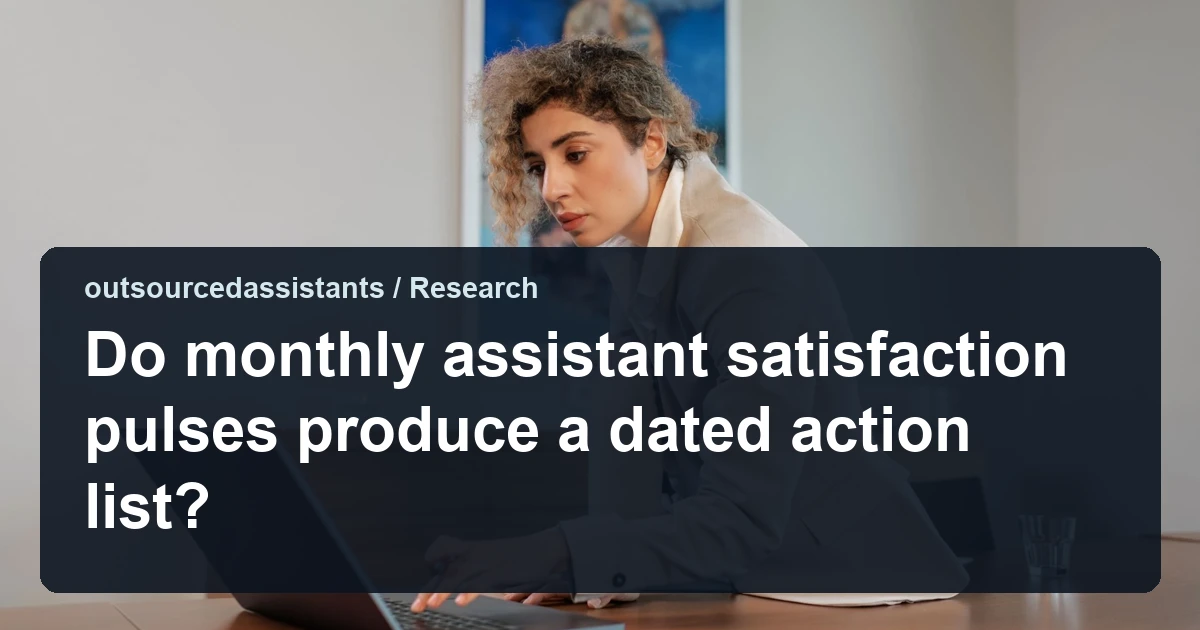 outsourcedassistants / Research
Do monthly assistant satisfaction
pulses produce a dated action
list?